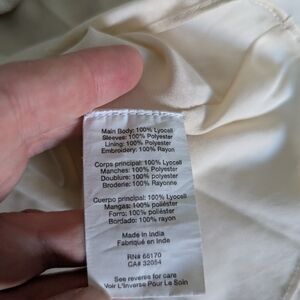 Main Body: 100% Lyocell
Sleeves: 100% Polyester
Lining: 100% Polyester
Embroidery: 100% Rayon
Corps principal: 100% Lyocell
Manches: 100% Polyester
Doublure: 100% polyester
Broderie: 100% Rayonne
Cuerpo principal: 100% Lyocell
Mangas: 100% poliéster
Forro: 100% poliéster
Bordado: 100% rayon
Made in India
Fabriqué en Inde
RN# 66170
CA# 32054
See reverse for care
Voir L'inverse Pour Le Soin